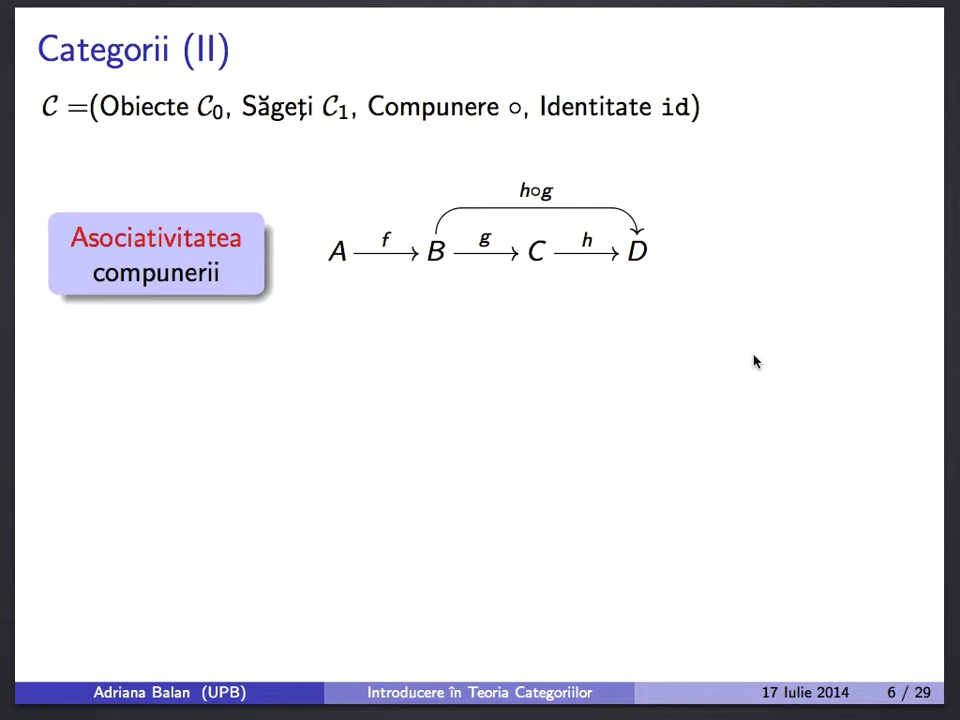 Categorii (II)
𝒞 =(Obiecte 𝒞₀, Săgeți 𝒞₁, Compunere ∘, Identitate id)
h∘g
Asociativitatea
compunerii
f g h
A B C D
Adriana Balan (UPB) Introducere în Teoria Categoriilor 17 Iulie 2014 6 / 29